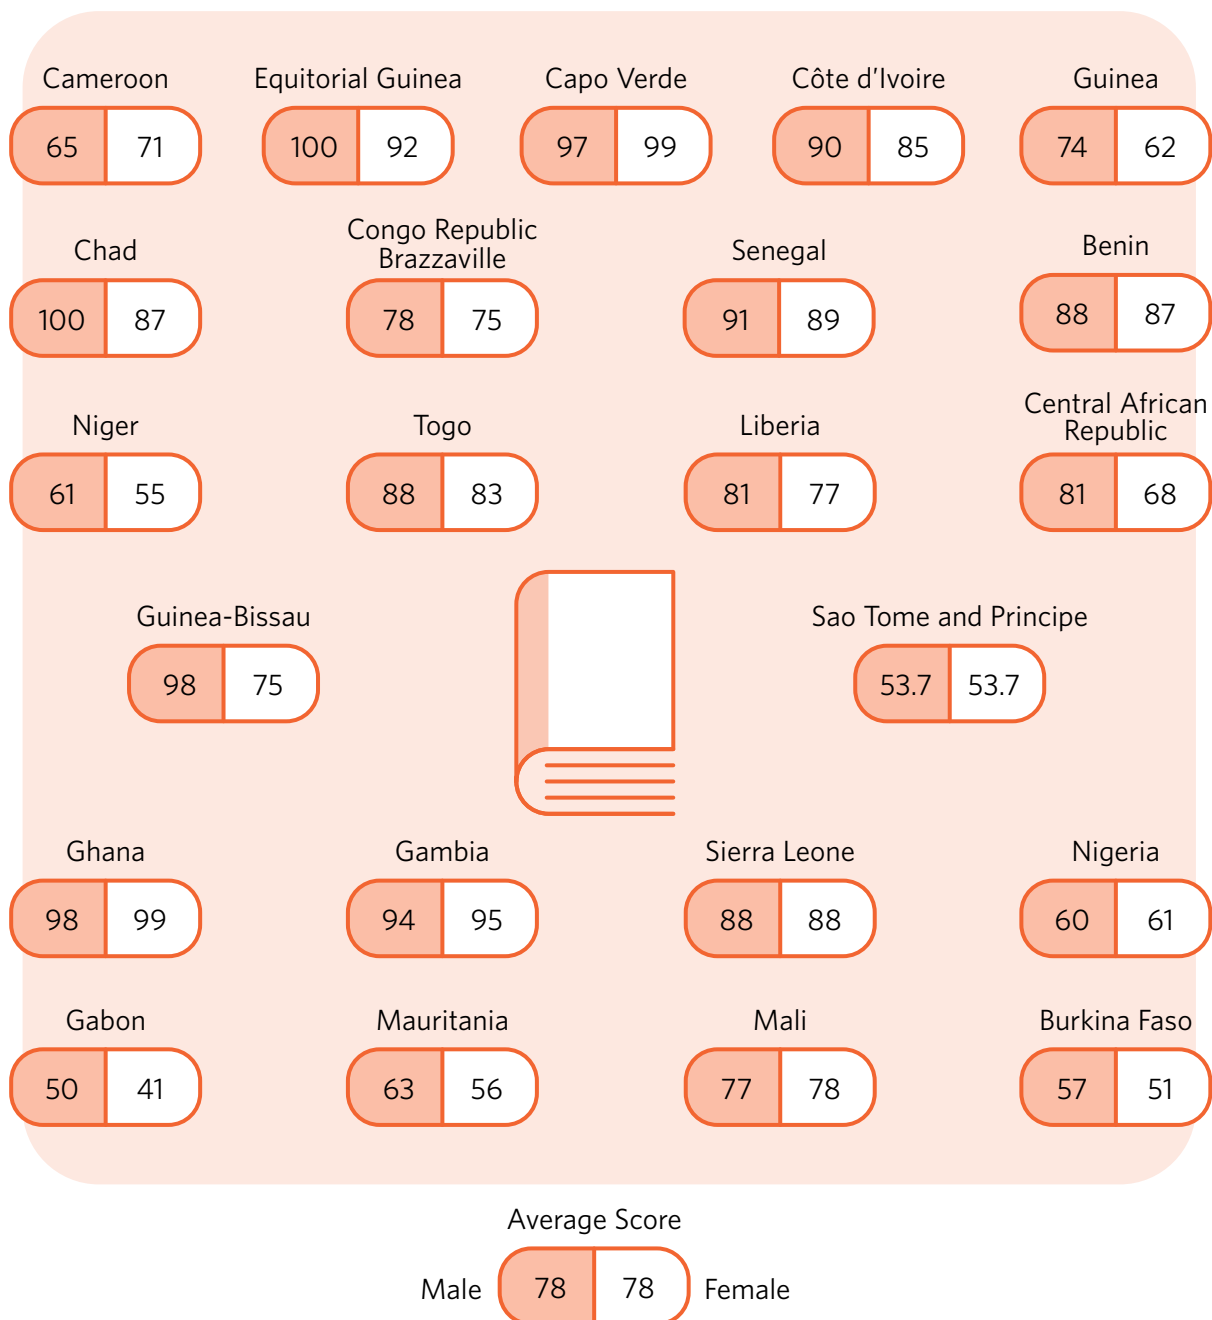 Cameroon
65 71
Equitorial Guinea
100 92
Capo Verde
97 99
Côte d'Ivoire
90 85
Guinea
74 62
Chad
100 87
Congo Republic
Brazzaville
78 75
Senegal
91 89
Benin
88 87
Niger
61 55
Togo
88 83
Liberia
81 77
Central African
Republic
81 68
Guinea-Bissau
98 75
Sao Tome and Principe
53.7 53.7
Ghana
98 99
Gambia
94 95
Sierra Leone
88 88
Nigeria
60 61
Gabon
50 41
Mauritania
63 56
Mali
77 78
Burkina Faso
57 51
Average Score
Male 78 78 Female